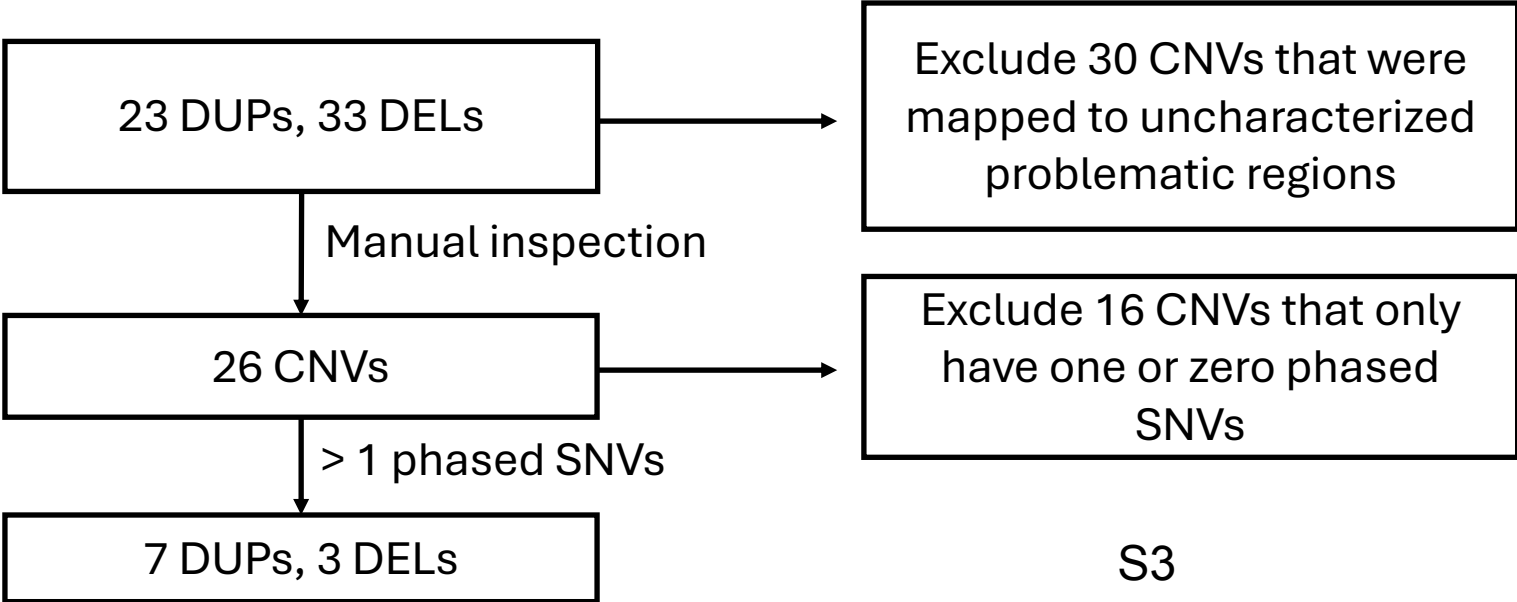 23 DUPs, 33 DELs
Exclude 30 CNVs that were
mapped to uncharacterized
problematic regions
Manual inspection
26 CNVs
Exclude 16 CNVs that only
have one or zero phased
SNVs
> 1 phased SNVs
7 DUPs, 3 DELs
S3